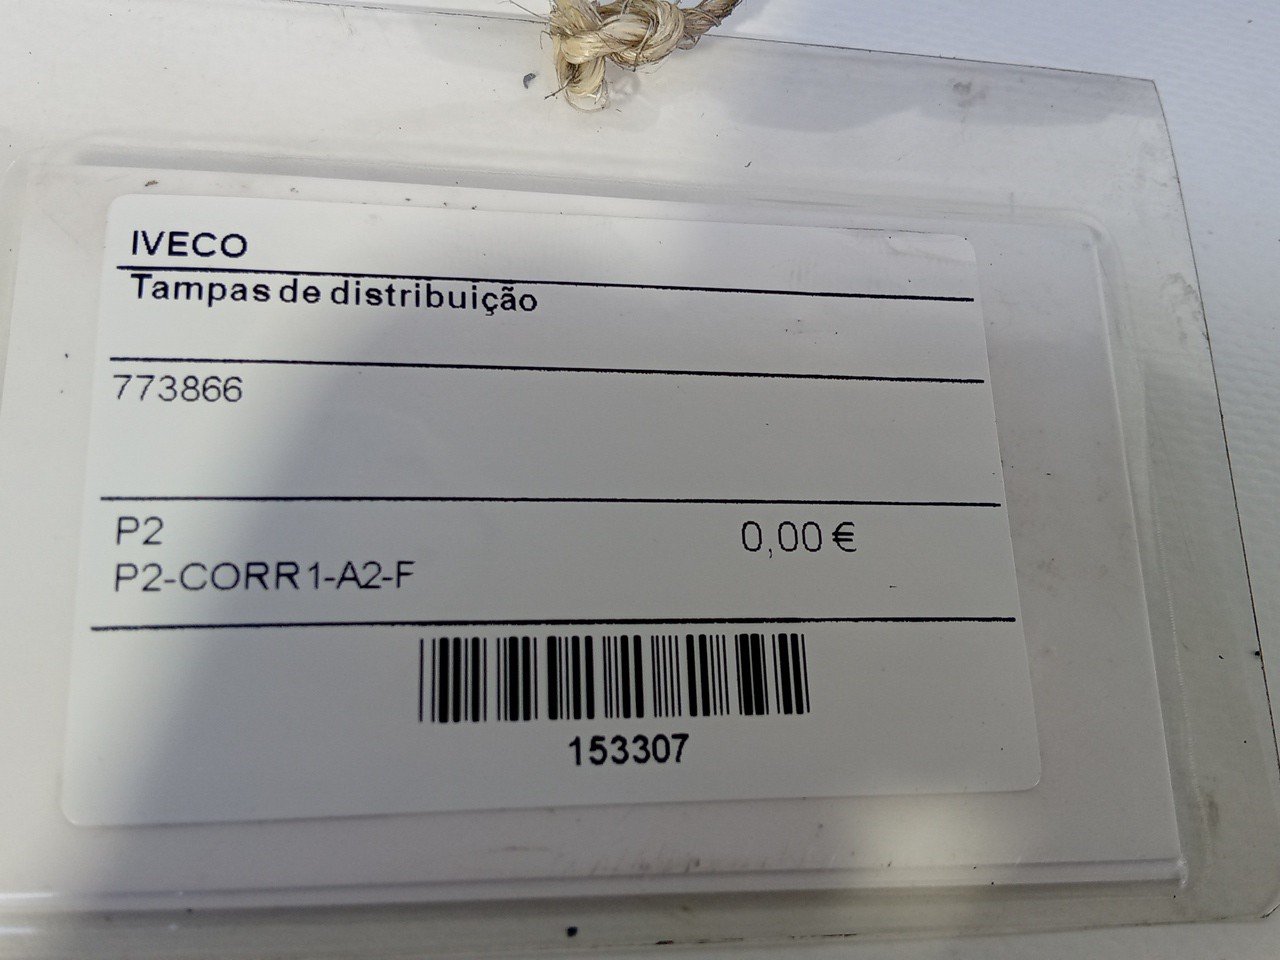 IVECO
Tampas de distribuição
773866
P2 0,00 €
P2-CORR1-A2-F
153307